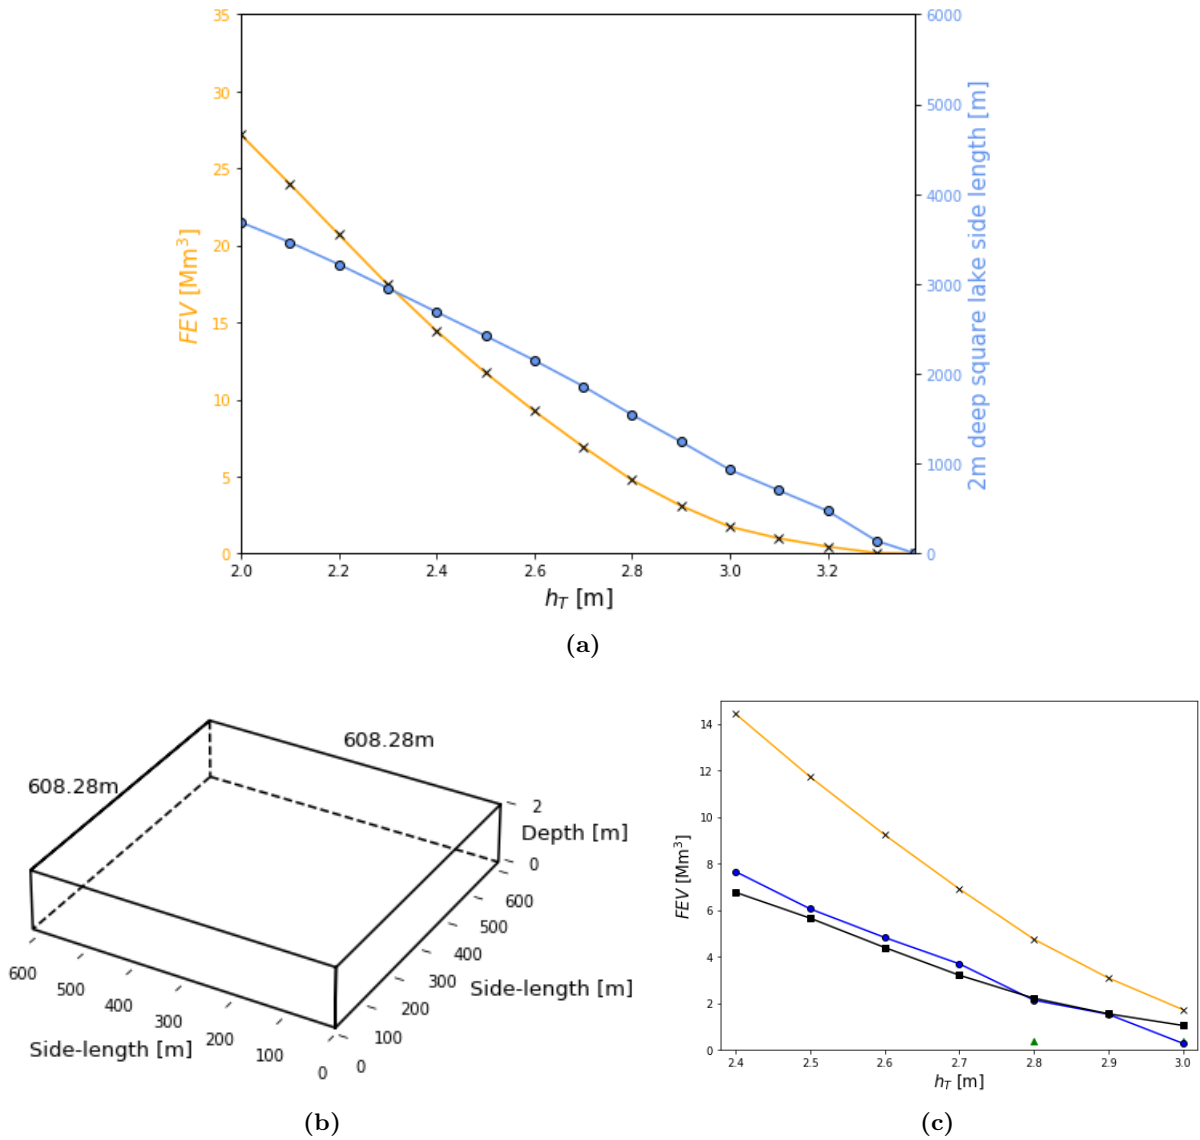 35
30
25
20
15
10
5
0
FEV [Mm³]
6000
5000
4000
3000
2000
1000
0
2m deep square lake side length [m]
2.0 2.2 2.4 2.6 2.8 3.0 3.2
h_T [m]
(a)
608.28m
608.28m
2
Depth [m]
0
600
500
400
300
200
100
0
Side-length [m]
600
500
400
300
200
100
0
Side-length [m]
(b)
14
12
10
8
6
4
2
0
FEV [Mm³]
2.4 2.5 2.6 2.7 2.8 2.9 3.0
h_T [m]
(c)